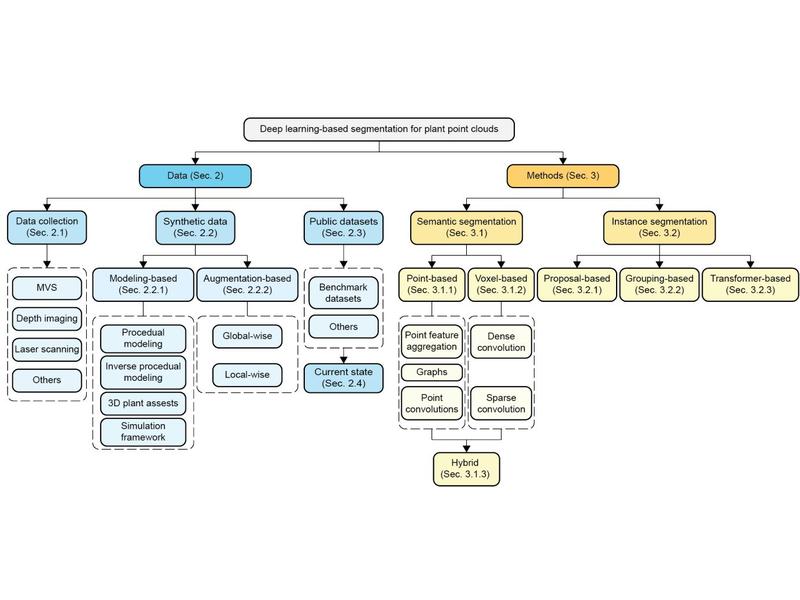 Deep learning-based segmentation for plant point clouds
Data (Sec. 2)
Methods (Sec. 3)
Data collection
(Sec. 2.1)
Synthetic data
(Sec. 2.2)
Public datasets
(Sec. 2.3)
Semantic segmentation
(Sec. 3.1)
Instance segmentation
(Sec. 3.2)
MVS
Depth imaging
Laser scanning
Others
Modeling-based
(Sec. 2.2.1)
Procedual
modeling
Inverse procedual
modeling
3D plant assests
Simulation
framework
Augmentation-based
(Sec. 2.2.2)
Global-wise
Local-wise
Benchmark
datasets
Others
Current state
(Sec. 2.4)
Point-based
(Sec. 3.1.1)
Point feature
aggregation
Graphs
Point
convolutions
Voxel-based
(Sec. 3.1.2)
Dense
convolution
Sparse
convolution
Hybrid
(Sec. 3.1.3)
Proposal-based
(Sec. 3.2.1)
Grouping-based
(Sec. 3.2.2)
Transformer-based
(Sec. 3.2.3)